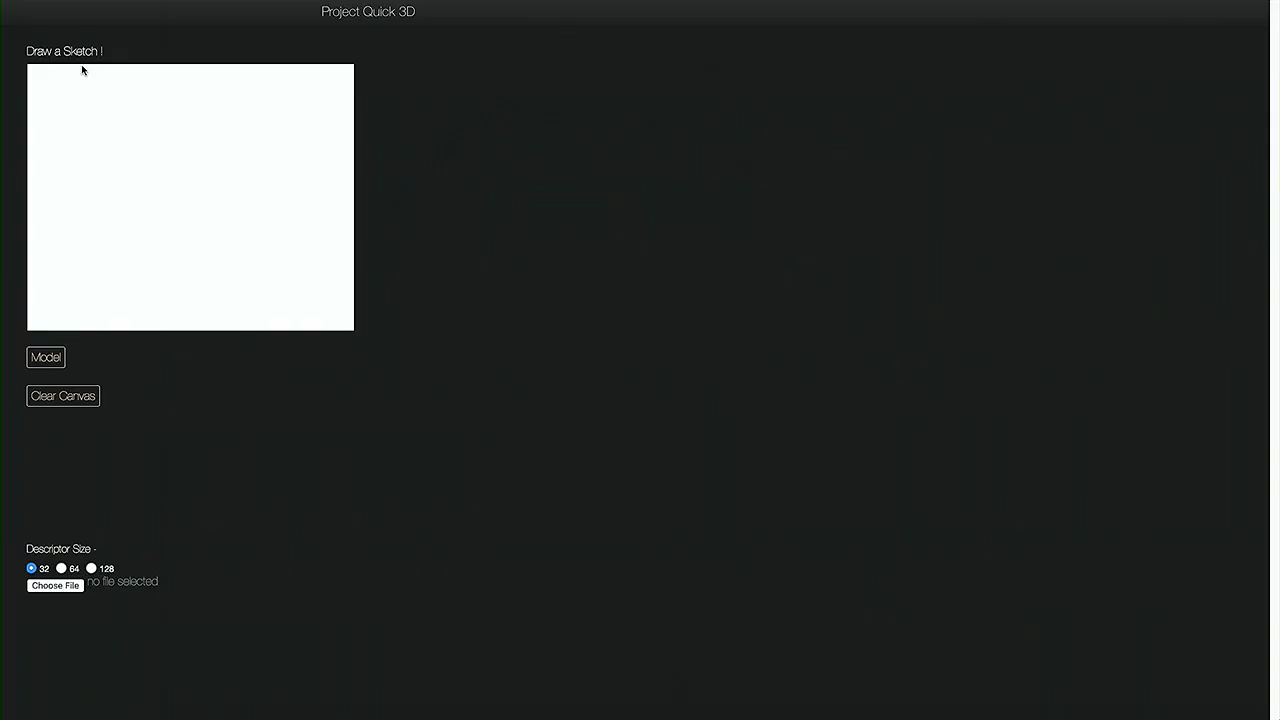 Project Quick 3D
Draw a Sketch !
Model
Clear Canvas
Descriptor Size -
32 64 128
Choose File no file selected